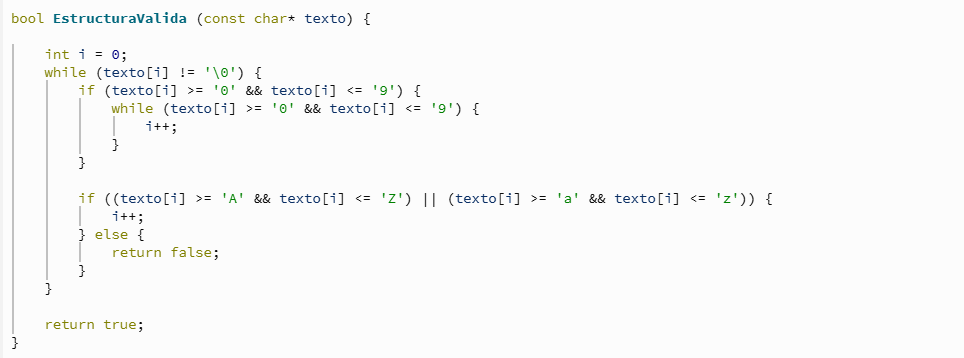 bool EstructuraValida (const char* texto) {
int i = 0;
while (texto[i] != '\0') {
if (texto[i] >= '0' && texto[i] <= '9') {
while (texto[i] >= '0' && texto[i] <= '9') {
i++;
}
}
if ((texto[i] >= 'A' && texto[i] <= 'Z') || (texto[i] >= 'a' && texto[i] <= 'z')) {
i++;
} else {
return false;
}
}
return true;
}